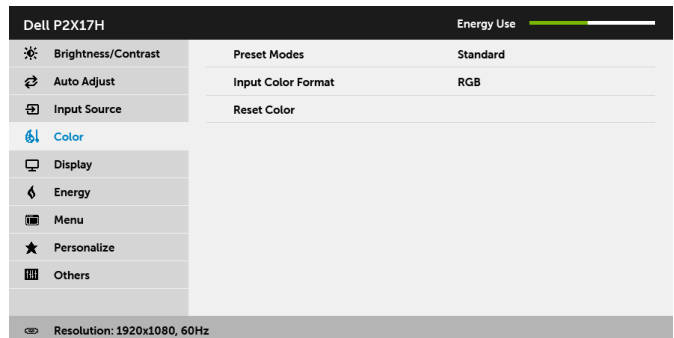 Dell P2X17H Energy Use
Brightness/Contrast Preset Modes Standard
Auto Adjust Input Color Format RGB
Input Source Reset Color
Color
Display
Energy
Menu
Personalize
Others
Resolution: 1920x1080, 60Hz